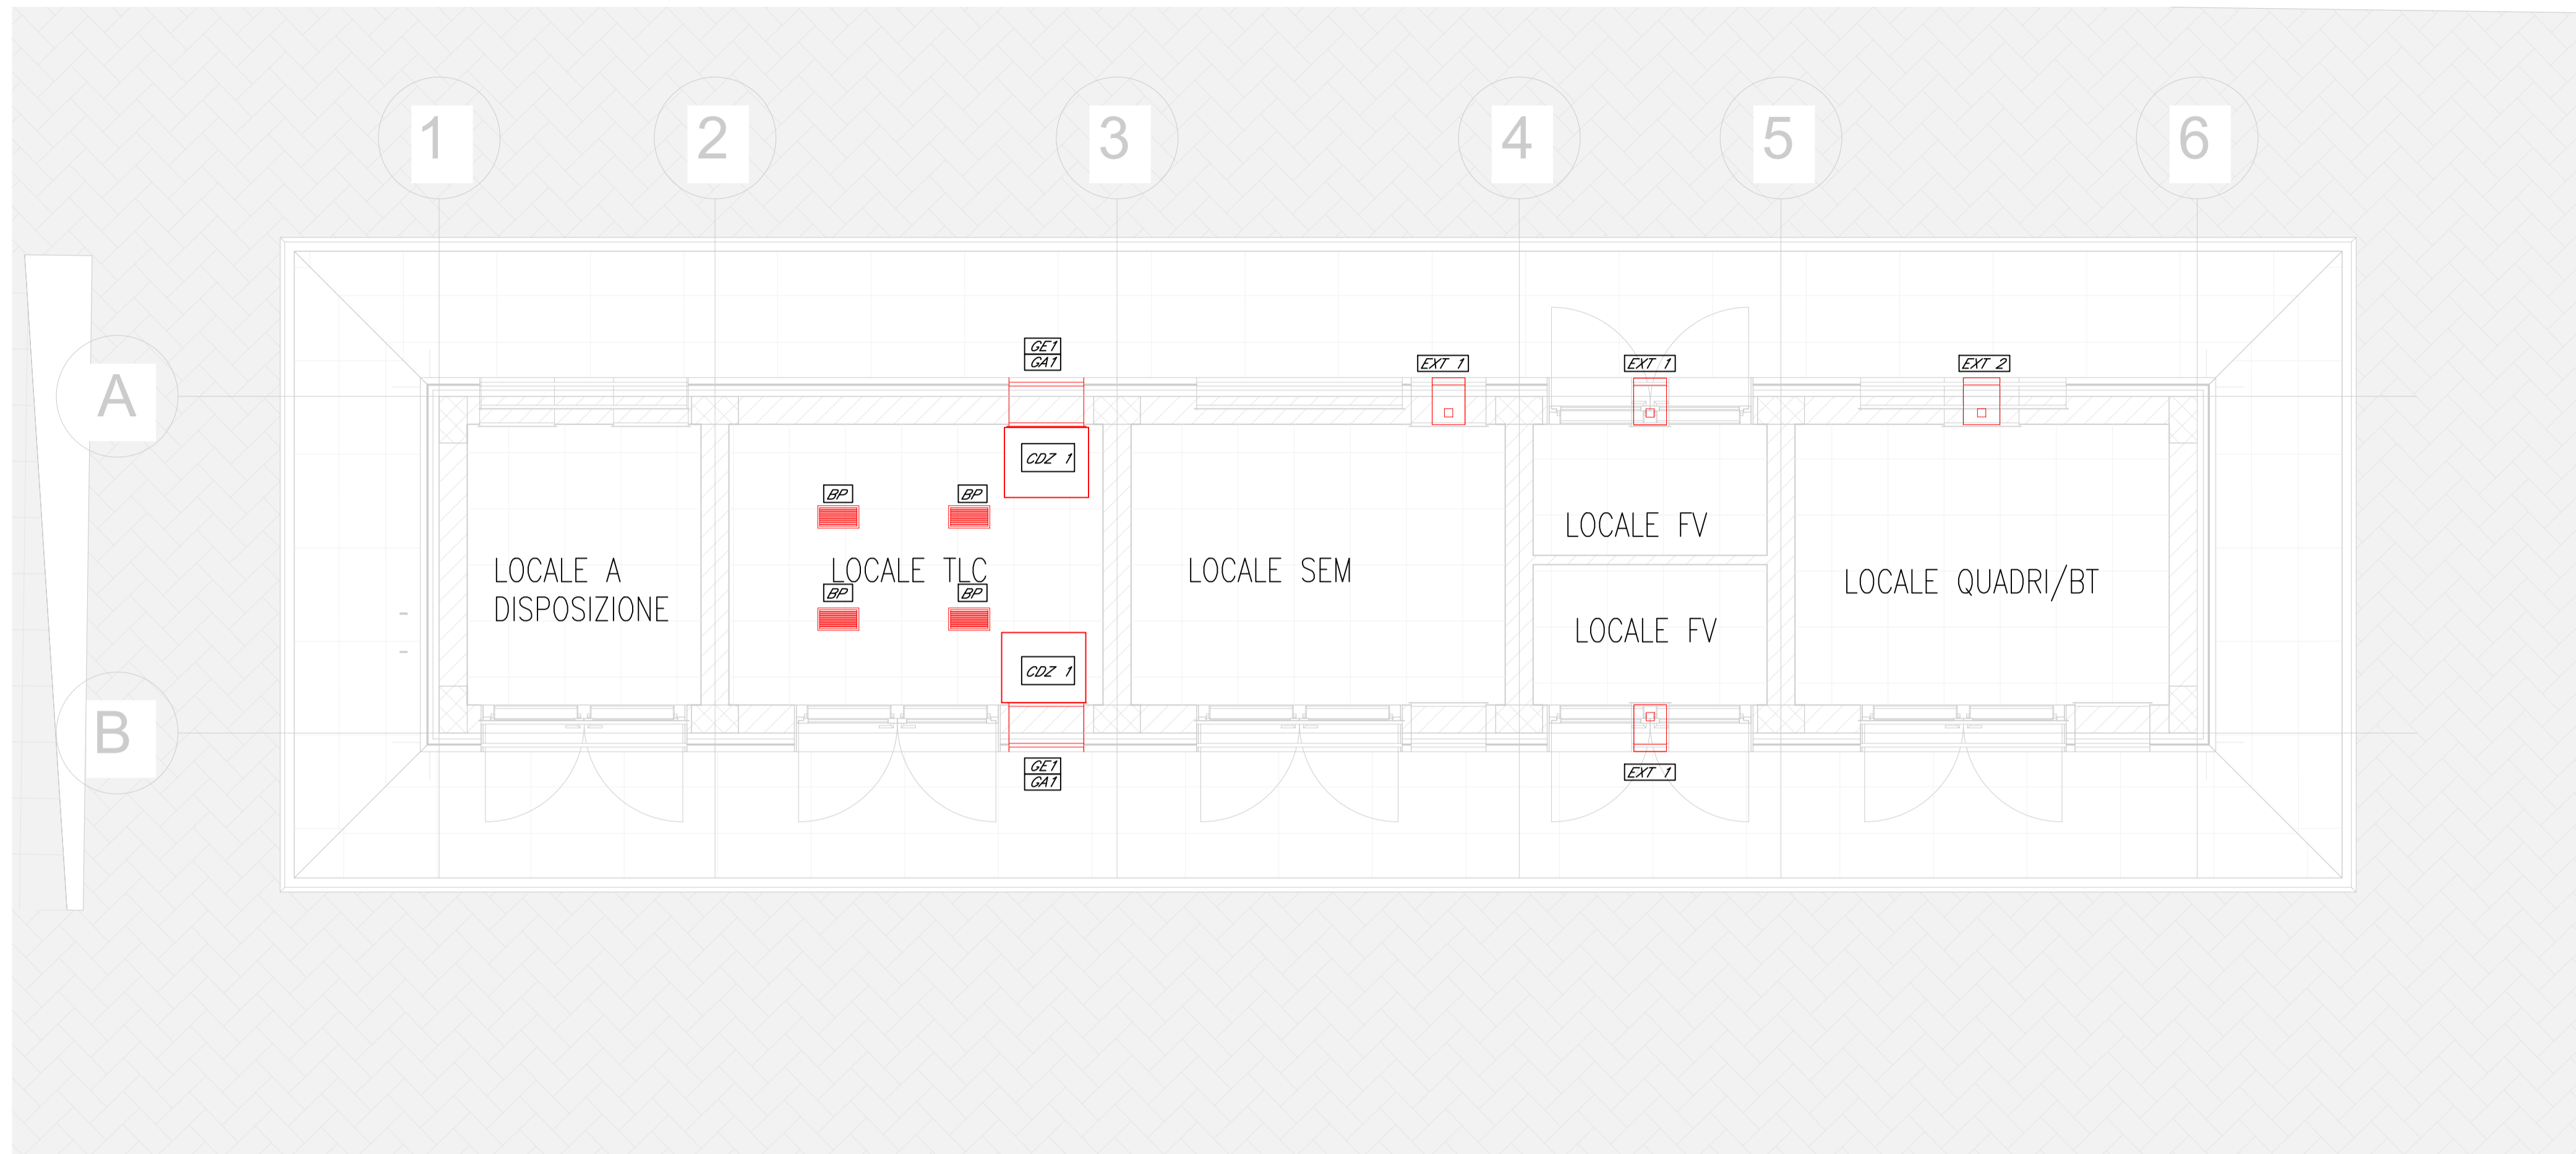 1
2
3
4
5
6
A
B
GE1
GA1
EXT 1
EXT 1
EXT 2
CDZ 1
BP
BP
LOCALE A
DISPOSIZIONE
LOCALE TLC
LOCALE SEM
LOCALE FV
LOCALE QUADRI/BT
BP
BP
LOCALE FV
CDZ 1
GE1
GA1
EXT 1